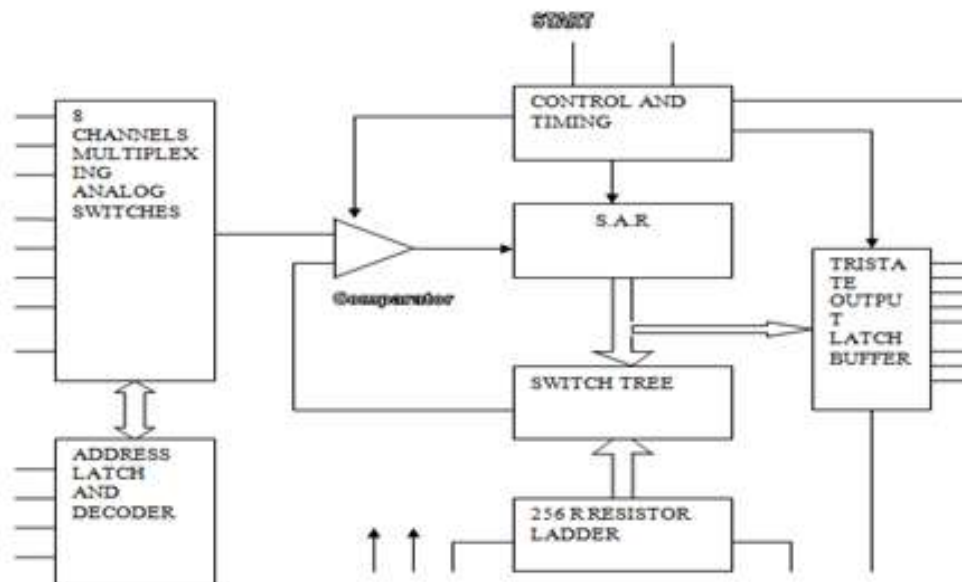 START
CONTROL AND
TIMING
8
CHANNELS
MULTIPLEX
ING
ANALOG
SWITCHES
S.A.R
Comparator
TRISTA
TE
OUTPU
T
LATCH
BUFFER
SWITCH TREE
ADDRESS
LATCH
AND
DECODER
256 R RESISTOR
LADDER